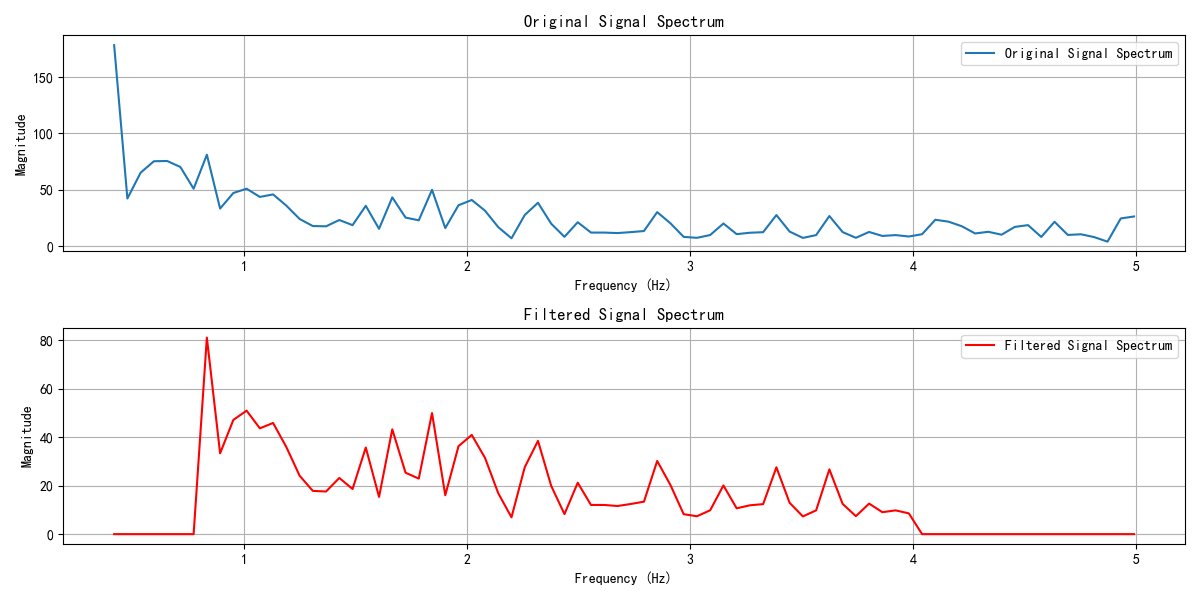 Original Signal Spectrum
Original Signal Spectrum
150
100
50
0
Magnitude
1 2 3 4 5
Frequency (Hz)
Filtered Signal Spectrum
Filtered Signal Spectrum
80
60
40
20
0
Magnitude
1 2 3 4 5
Frequency (Hz)